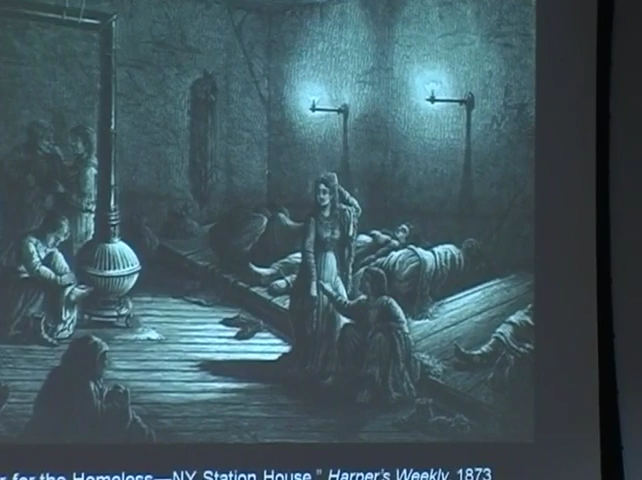 r for the Homeless—NY Station House," Harper's Weekly, 1873